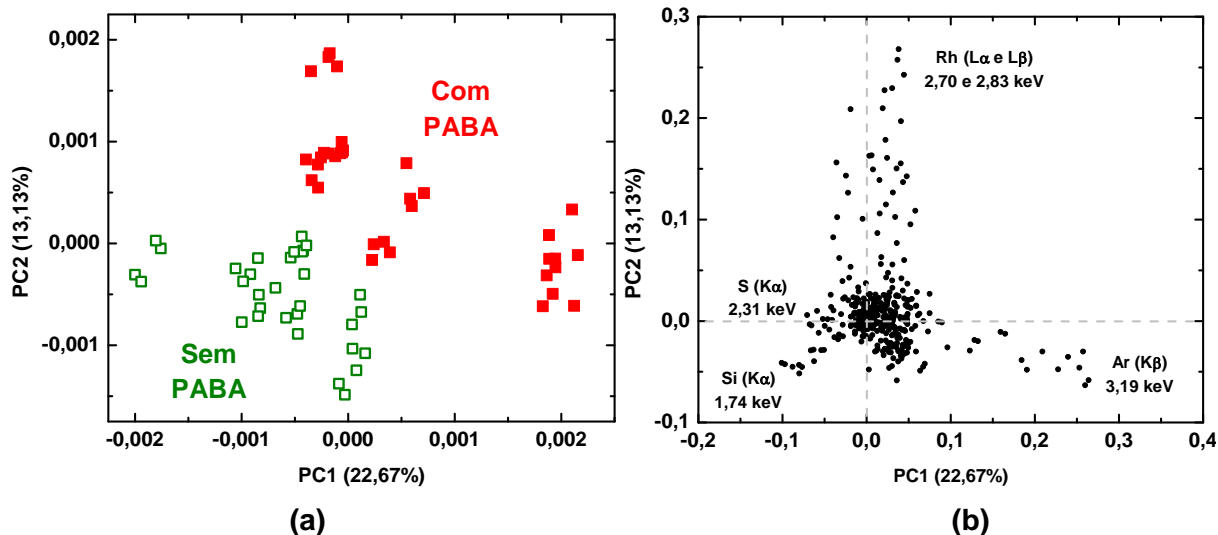 0,002
0,001
0,000
-0,001
PC2 (13,13%)
Com
PABA
Sem
PABA
-0,002
-0,001
0,000
0,001
0,002
PC1 (22,67%)
(a)
0,3
0,2
0,1
0,0
-0,1
PC2 (13,13%)
Rh (Lα e Lβ)
2,70 e 2,83 keV
S (Kα)
2,31 keV
Si (Kα)
1,74 keV
Ar (Kβ)
3,19 keV
-0,2
-0,1
0,0
0,1
0,2
0,3
0,4
PC1 (22,67%)
(b)